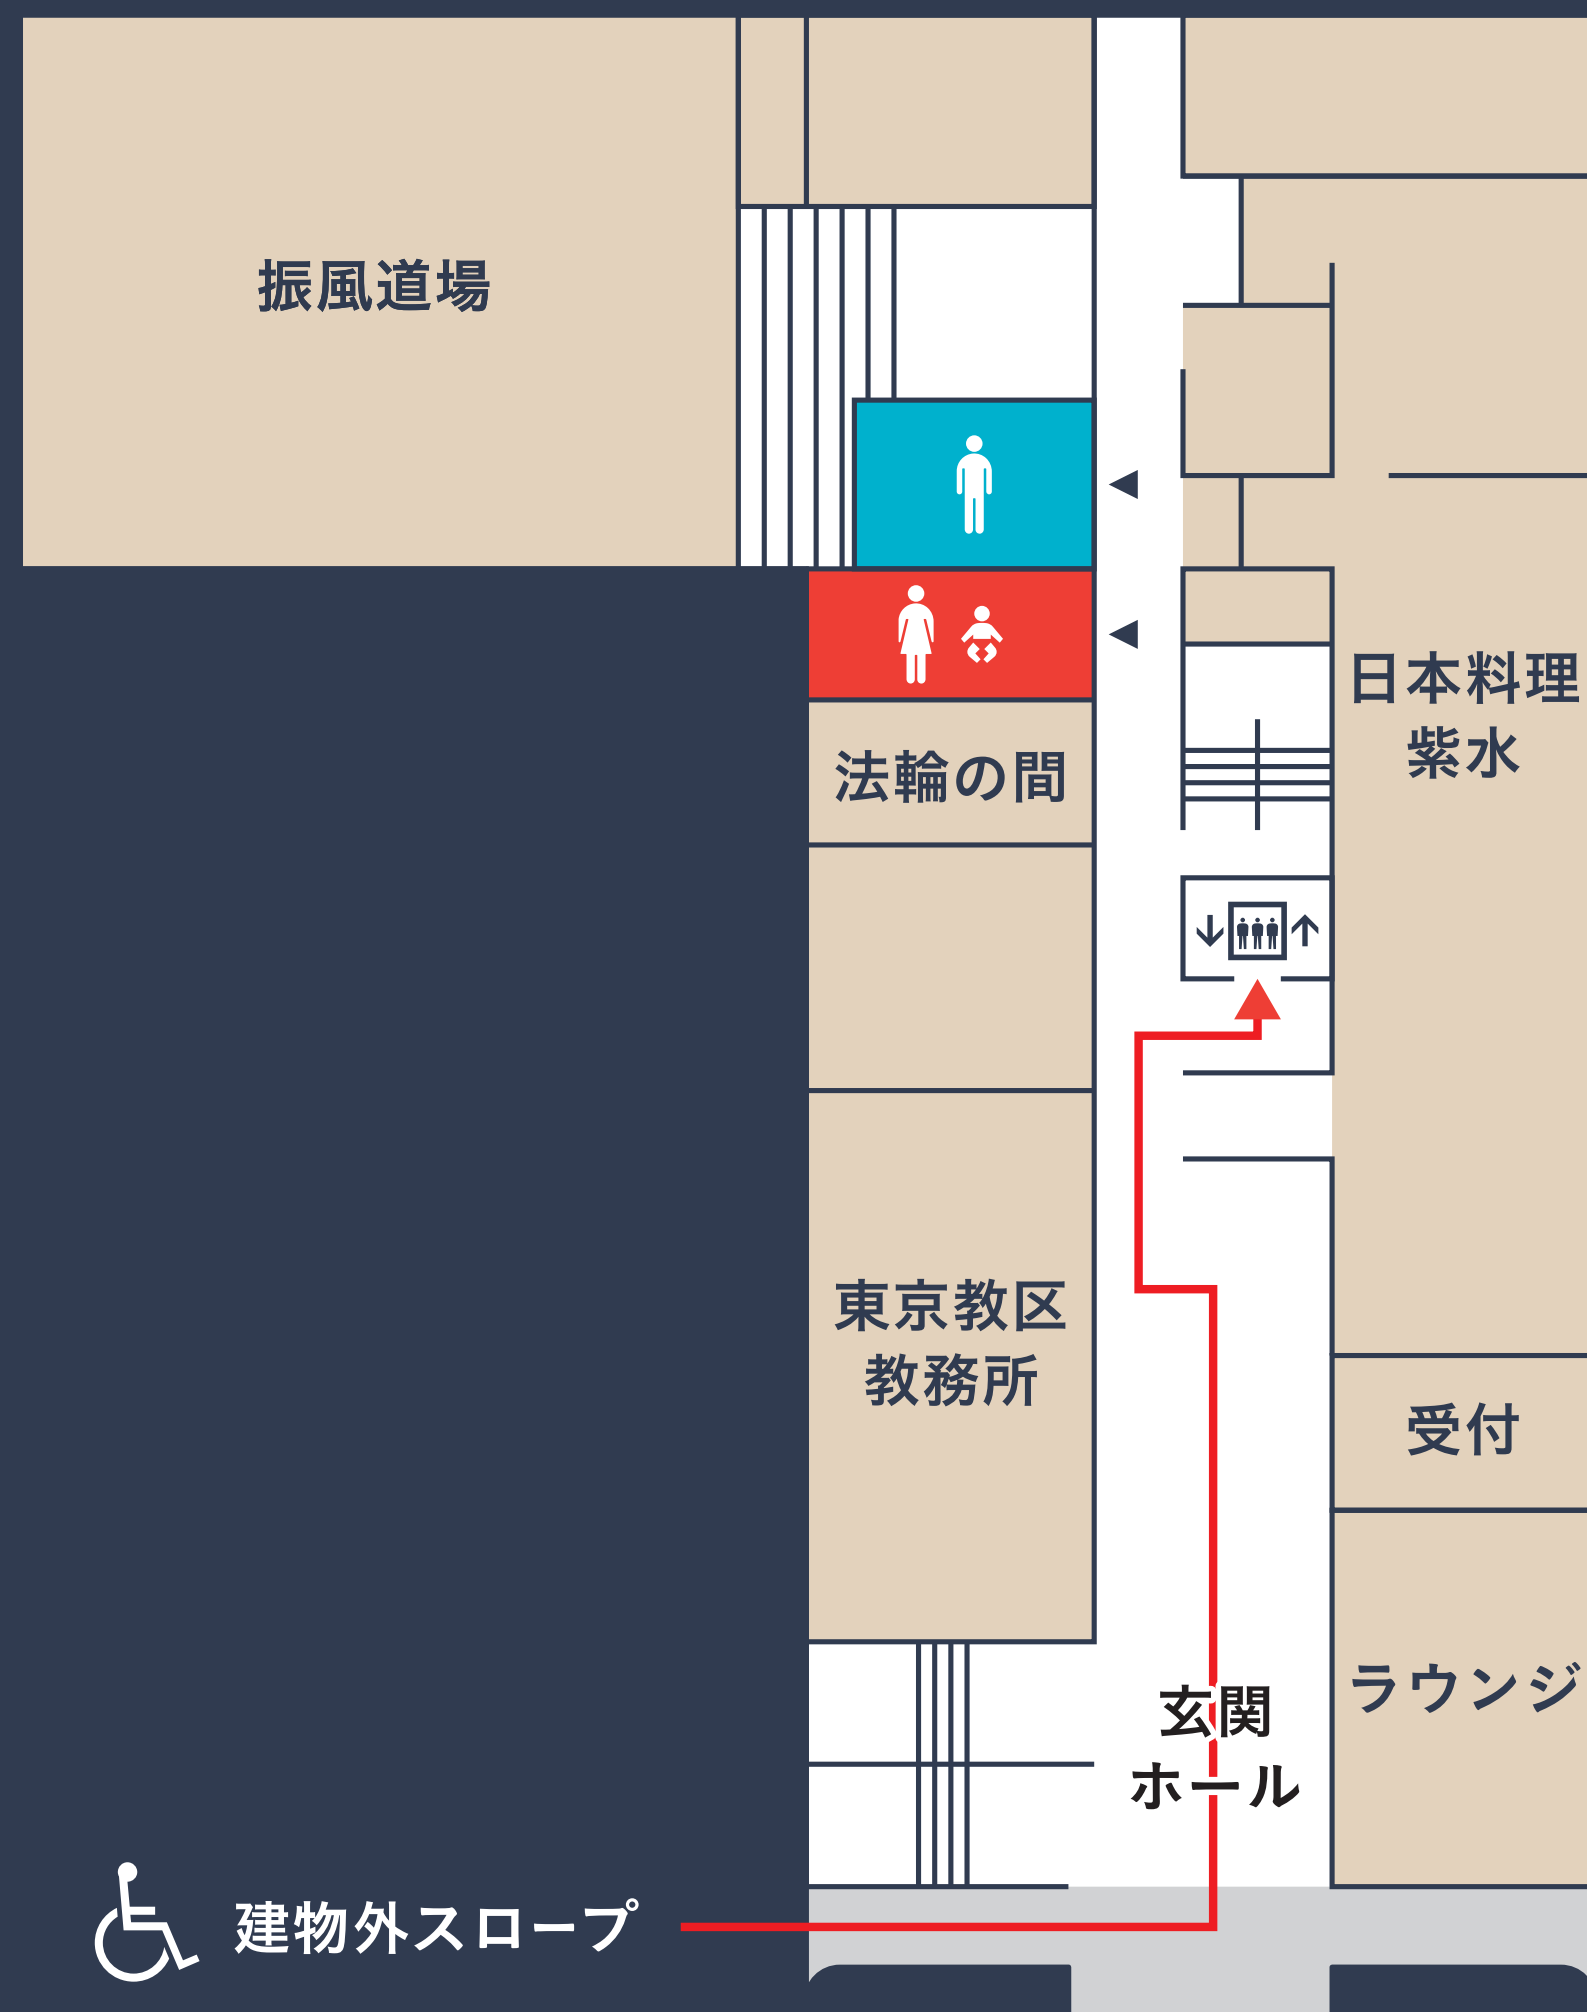 振風道場
日本料理
紫水
法輪の間
東京教区
教務所
受付
ラウンジ
玄関
ホール
建物外スロープ